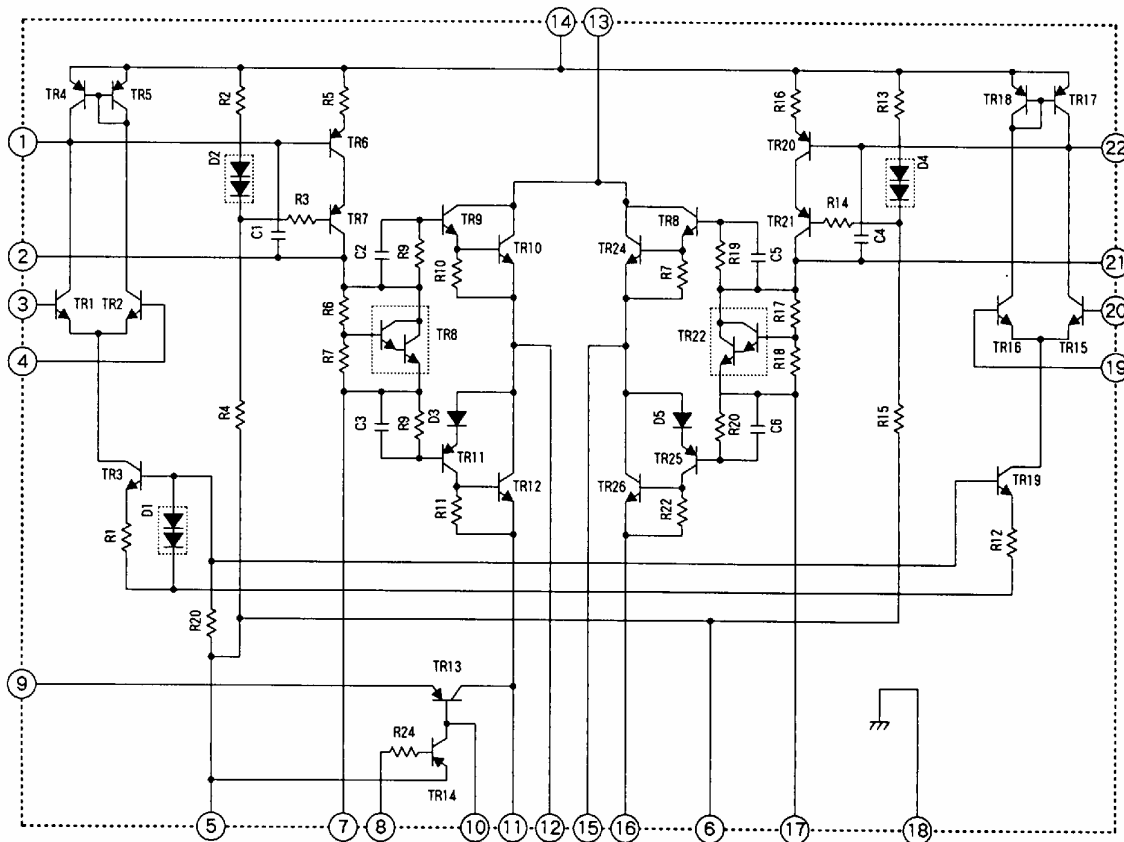 14 13
TR4 TR5 R2 R5 R16 R13 TR18 TR17
1 D2 TR6 TR20 D4 22
R3 TR7 C1 C2 R9 TR9 TR10 R10 TR8 TR24 R7 R19 C5 TR21 R14 C4
2 21
3 TR1 TR2 R6 TR8 TR22 R17 20
4 R7 R18 TR16 TR15 19
R4 C3 R9 D3 D5 R20 C6 R15
TR11 TR12 R11 TR25 TR26 R22
TR3 D1 R1 TR19 R12
R20
9 TR13
R24
TR14
5 7 8 10 11 12 15 16 6 17 18